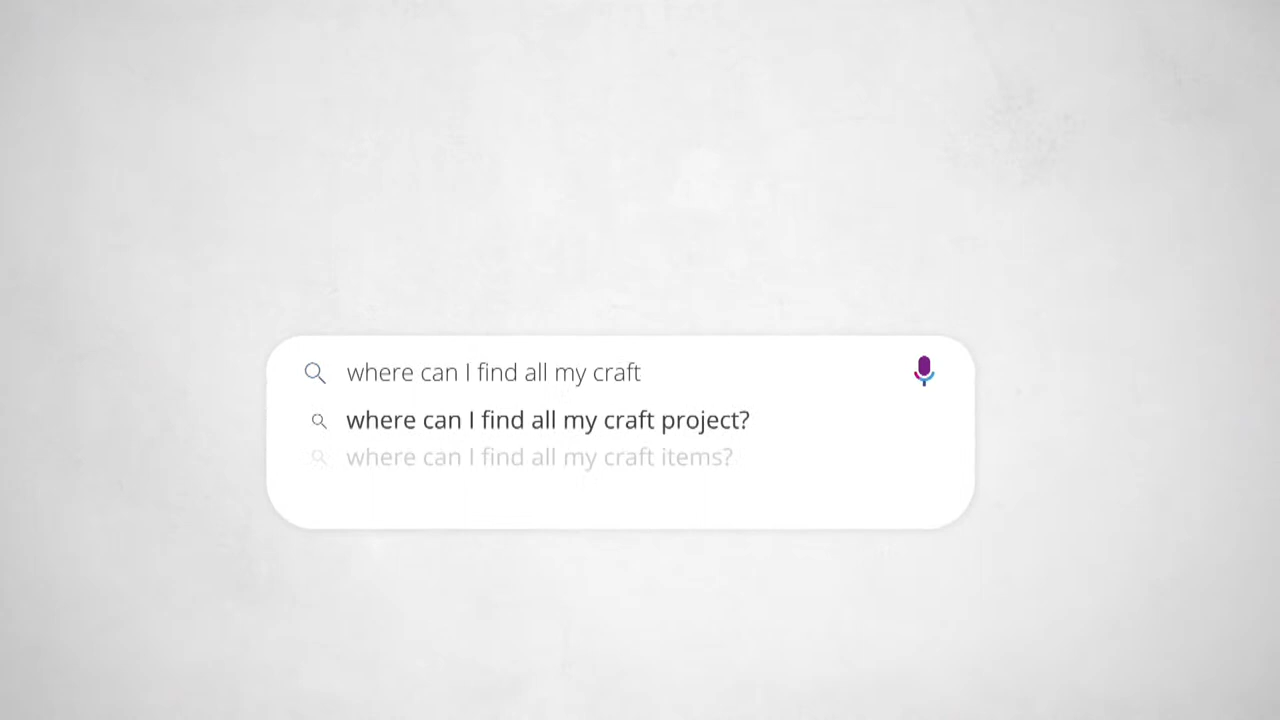 where can I find all my craft
where can I find all my craft project?
where can I find all my craft items?